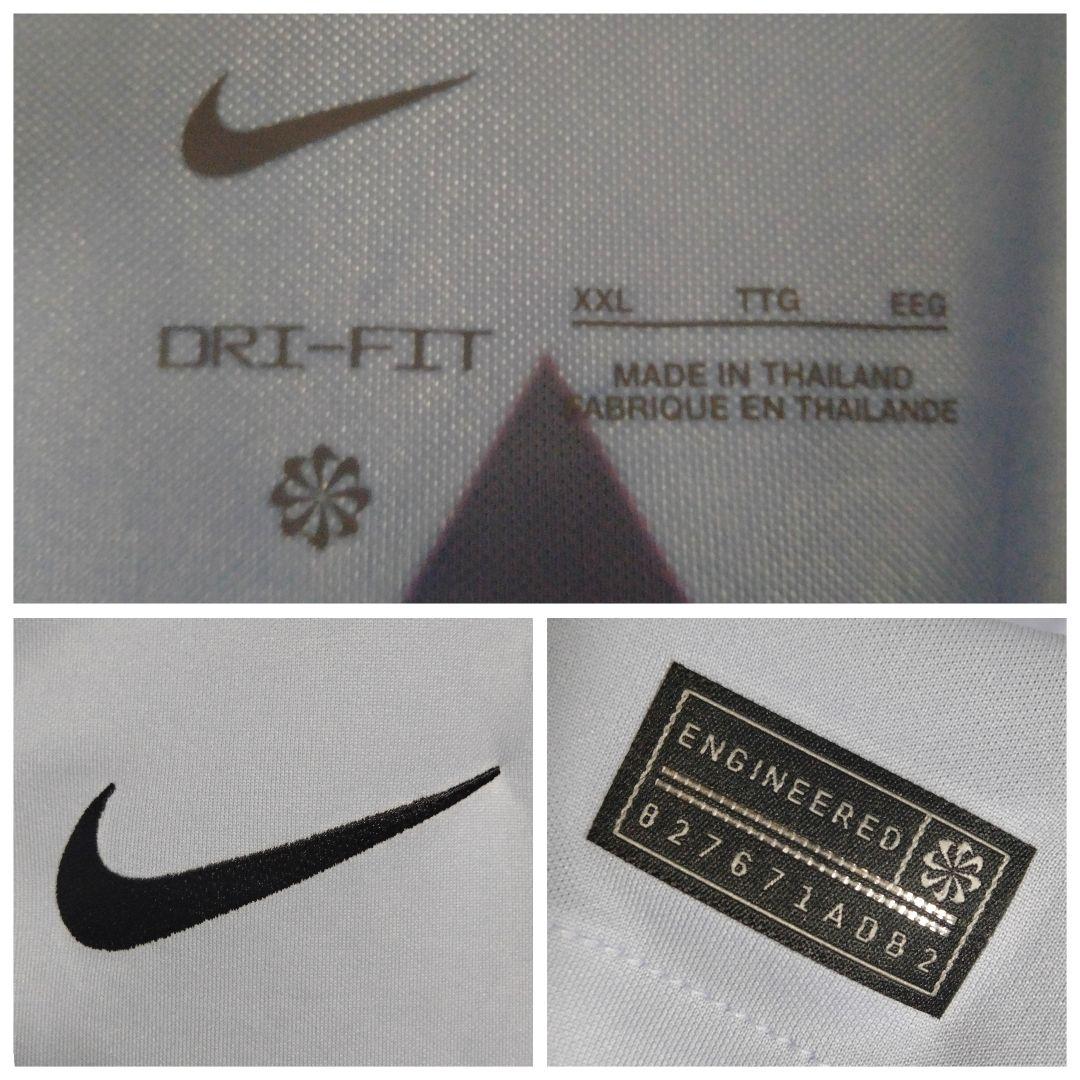 DRI-FIT
XXL TTG EEG
MADE IN THAILAND
FABRIQUE EN THAILANDE
ENGINEERED
827671AD82